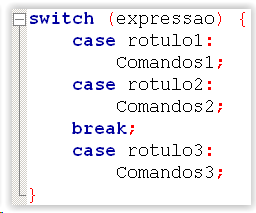 switch (expressao) {
    case rotulo1:
        Comandos1;
    case rotulo2:
        Comandos2;
    break;
    case rotulo3:
        Comandos3;
}